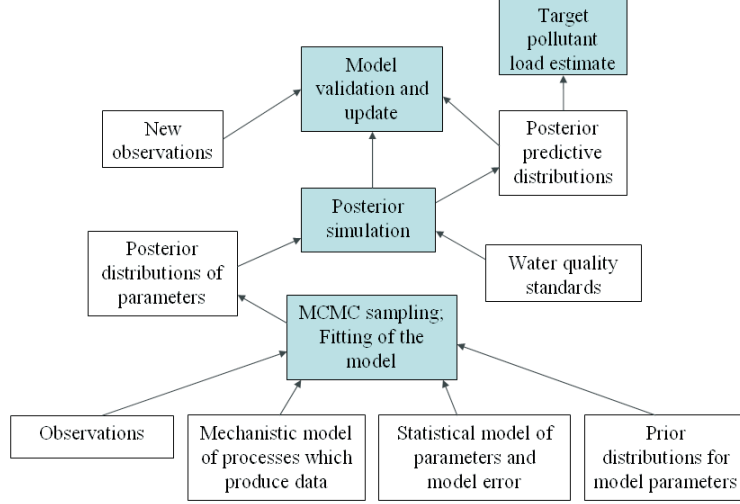 Target
pollutant
load estimate
Model
validation and
update
New
observations
Posterior
predictive
distributions
Posterior
simulation
Posterior
distributions of
parameters
Water quality
standards
MCMC sampling;
Fitting of the
model
Observations
Mechanistic model
of processes which
produce data
Statistical model of
parameters and
model error
Prior
distributions for
model parameters